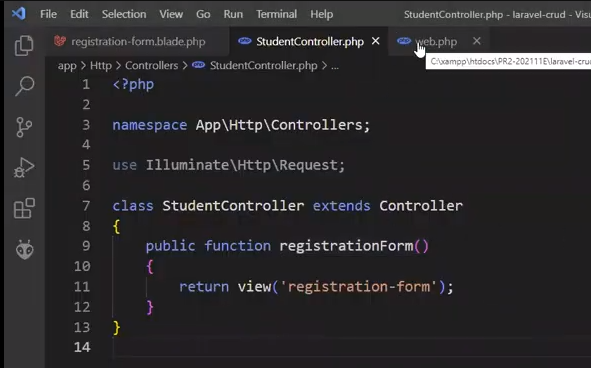 File Edit Selection View Go Run Terminal Help StudentController.php - laravel-crud - Visu
registration-form.blade.php StudentController.php web.php
C:\xampp\htdocs\PR2-202111E\laravel-crud
app > Http > Controllers > StudentController.php > ...
1 <?php
2
3 namespace App\Http\Controllers;
4
5 use Illuminate\Http\Request;
6
7 class StudentController extends Controller
8 {
9 public function registrationForm()
10 {
11 return view('registration-form');
12 }
13 }
14